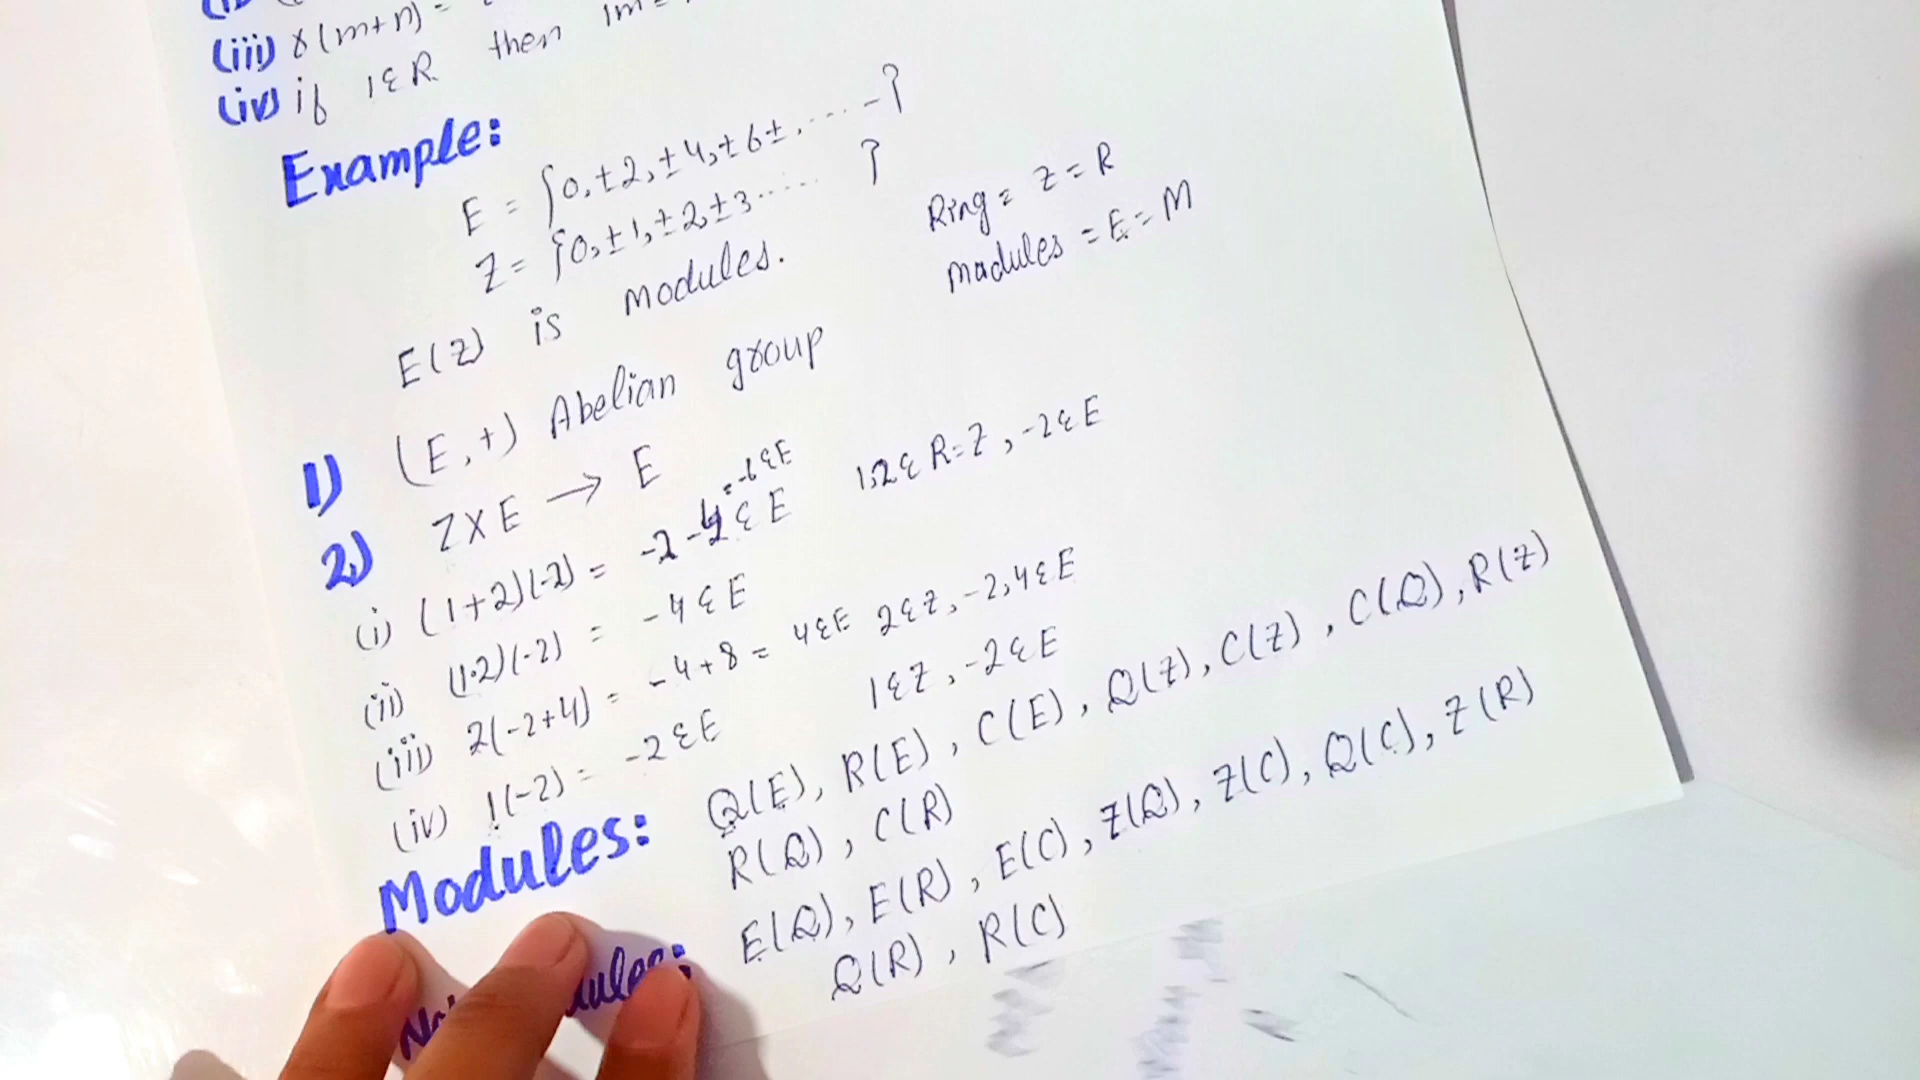 (iii) r(m+n) =
(iv) if 1∈R then 1m =
Example:
E = {0, ±2, ±4, ±6 ± ......}
Z = {0, ±1, ±2, ±3 ......}
E(Z) is modules.
Ring = Z = R
modules = E = M
1) (E, +) Abelian group
2) Z×E → E
(i) (1+2)(-2) = -2-4 ∈ E = -6 ∈ E 1,2 ∈ R=Z, -2 ∈ E
(ii) (1·2)(-2) = -4 ∈ E
(iii) 2(-2+4) = -4+8 = 4 ∈ E 2 ∈ Z, -2, 4 ∈ E
(iv) 1(-2) = -2 ∈ E 1 ∈ Z, -2 ∈ E
Modules: Q(E), R(E), C(E), Q(Z), C(Z), C(Q), R(Z)
R(Q), C(R)
E(Q), E(R), E(C), Z(Q), Z(C), Q(C), Z(R)
Q(R), R(C)